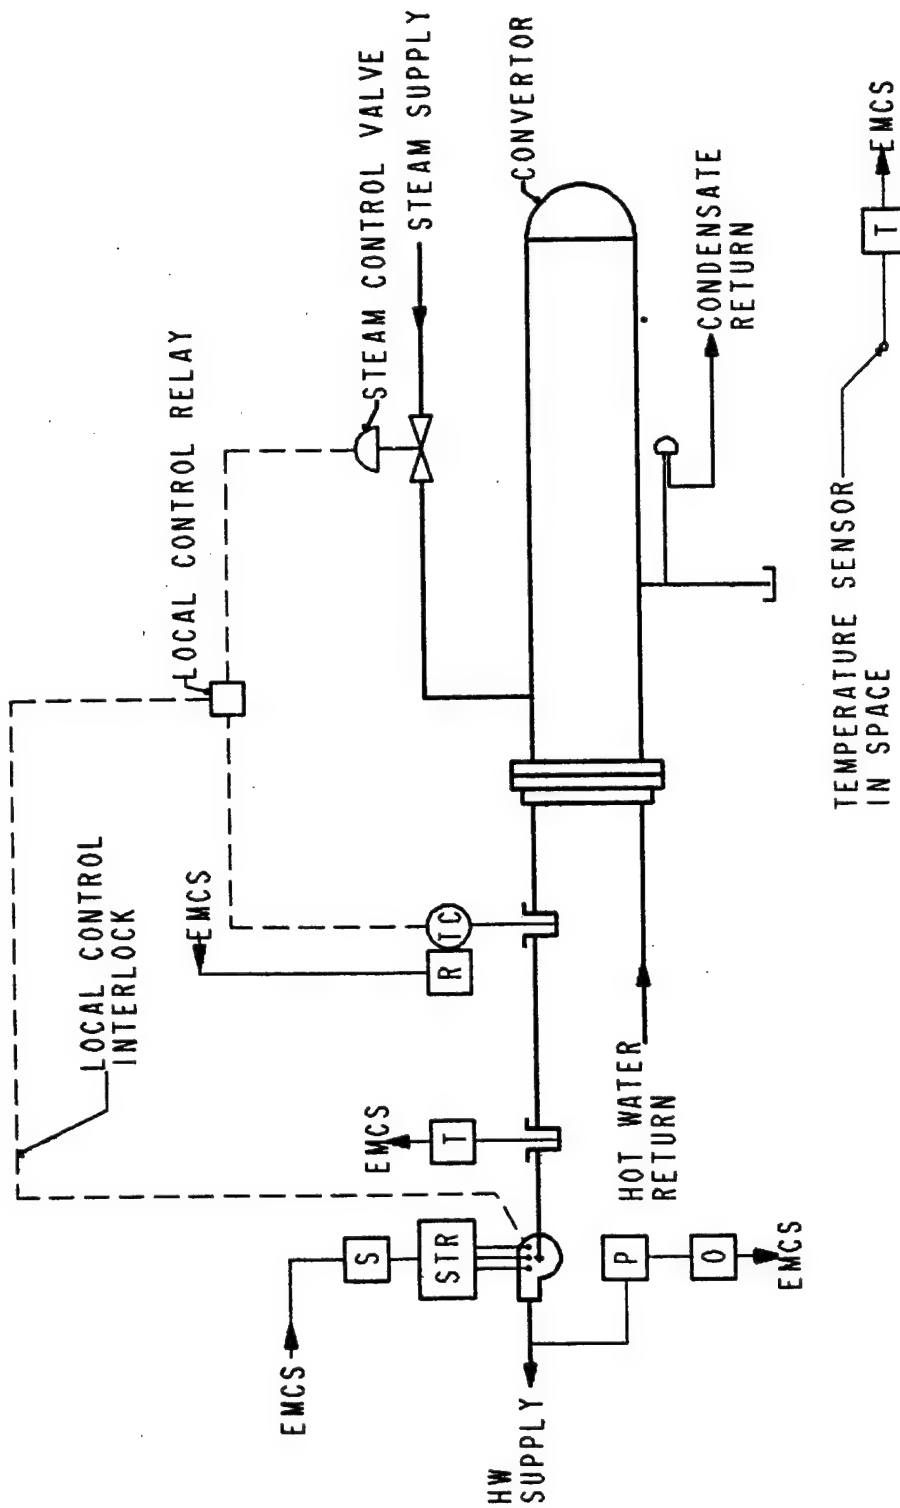 LOCAL CONTROL
INTERLOCK
LOCAL CONTROL RELAY
EMCS
STEAM CONTROL VALVE
STEAM SUPPLY
EMCS
S
STR
EMCS
T
R
TC
CONVERTOR
HW
SUPPLY
P
O
EMCS
HOT WATER
RETURN
CONDENSATE
RETURN
TEMPERATURE SENSOR
IN SPACE
T
EMCS